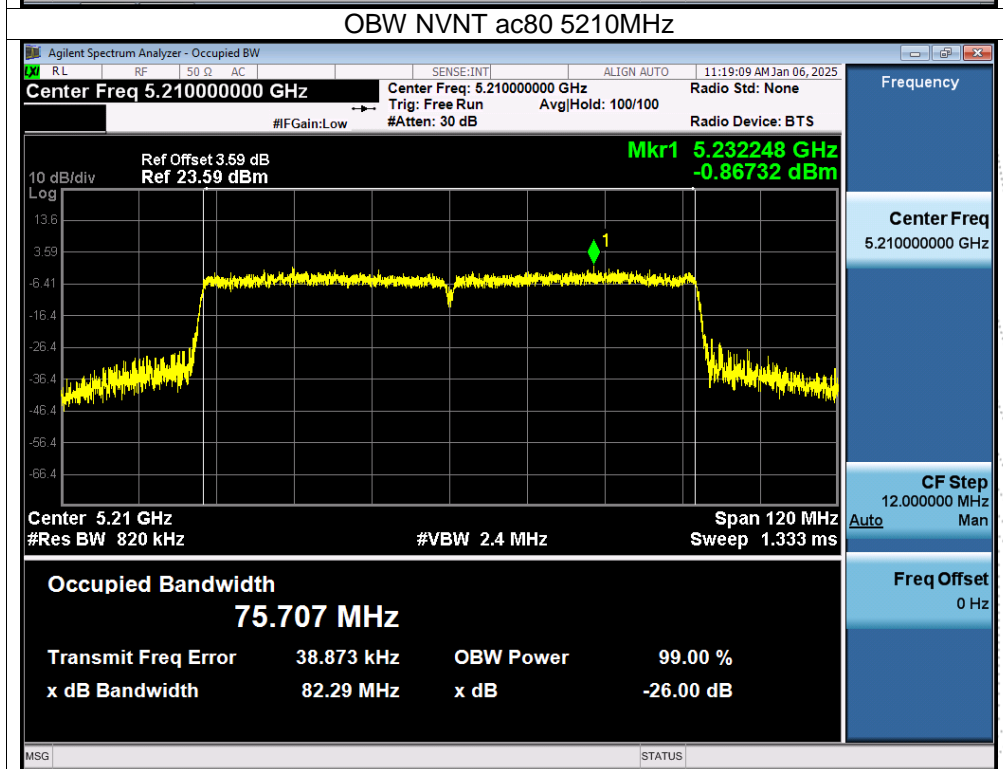 OBW NVNT ac80 5210MHz
Agilent Spectrum Analyzer - Occupied BW
LXI RL RF 50 Ω AC SENSE:INT ALIGN AUTO 11:19:09 AM Jan 06, 2025
Center Freq 5.210000000 GHz
Center Freq: 5.210000000 GHz Radio Std: None
Trig: Free Run Avg|Hold: 100/100
#IFGain:Low #Atten: 30 dB Radio Device: BTS
Frequency
Ref Offset 3.59 dB Mkr1 5.232248 GHz
10 dB/div Ref 23.59 dBm -0.86732 dBm
Log
13.6
3.59
-6.41
-16.4
-26.4
-36.4
-46.4
-56.4
-66.4
1
Center 5.21 GHz Span 120 MHz
#Res BW 820 kHz #VBW 2.4 MHz Sweep 1.333 ms
Center Freq
5.210000000 GHz
CF Step
12.000000 MHz
Auto Man
Freq Offset
0 Hz
Occupied Bandwidth
75.707 MHz
Transmit Freq Error 38.873 kHz OBW Power 99.00 %
x dB Bandwidth 82.29 MHz x dB -26.00 dB
MSG STATUS